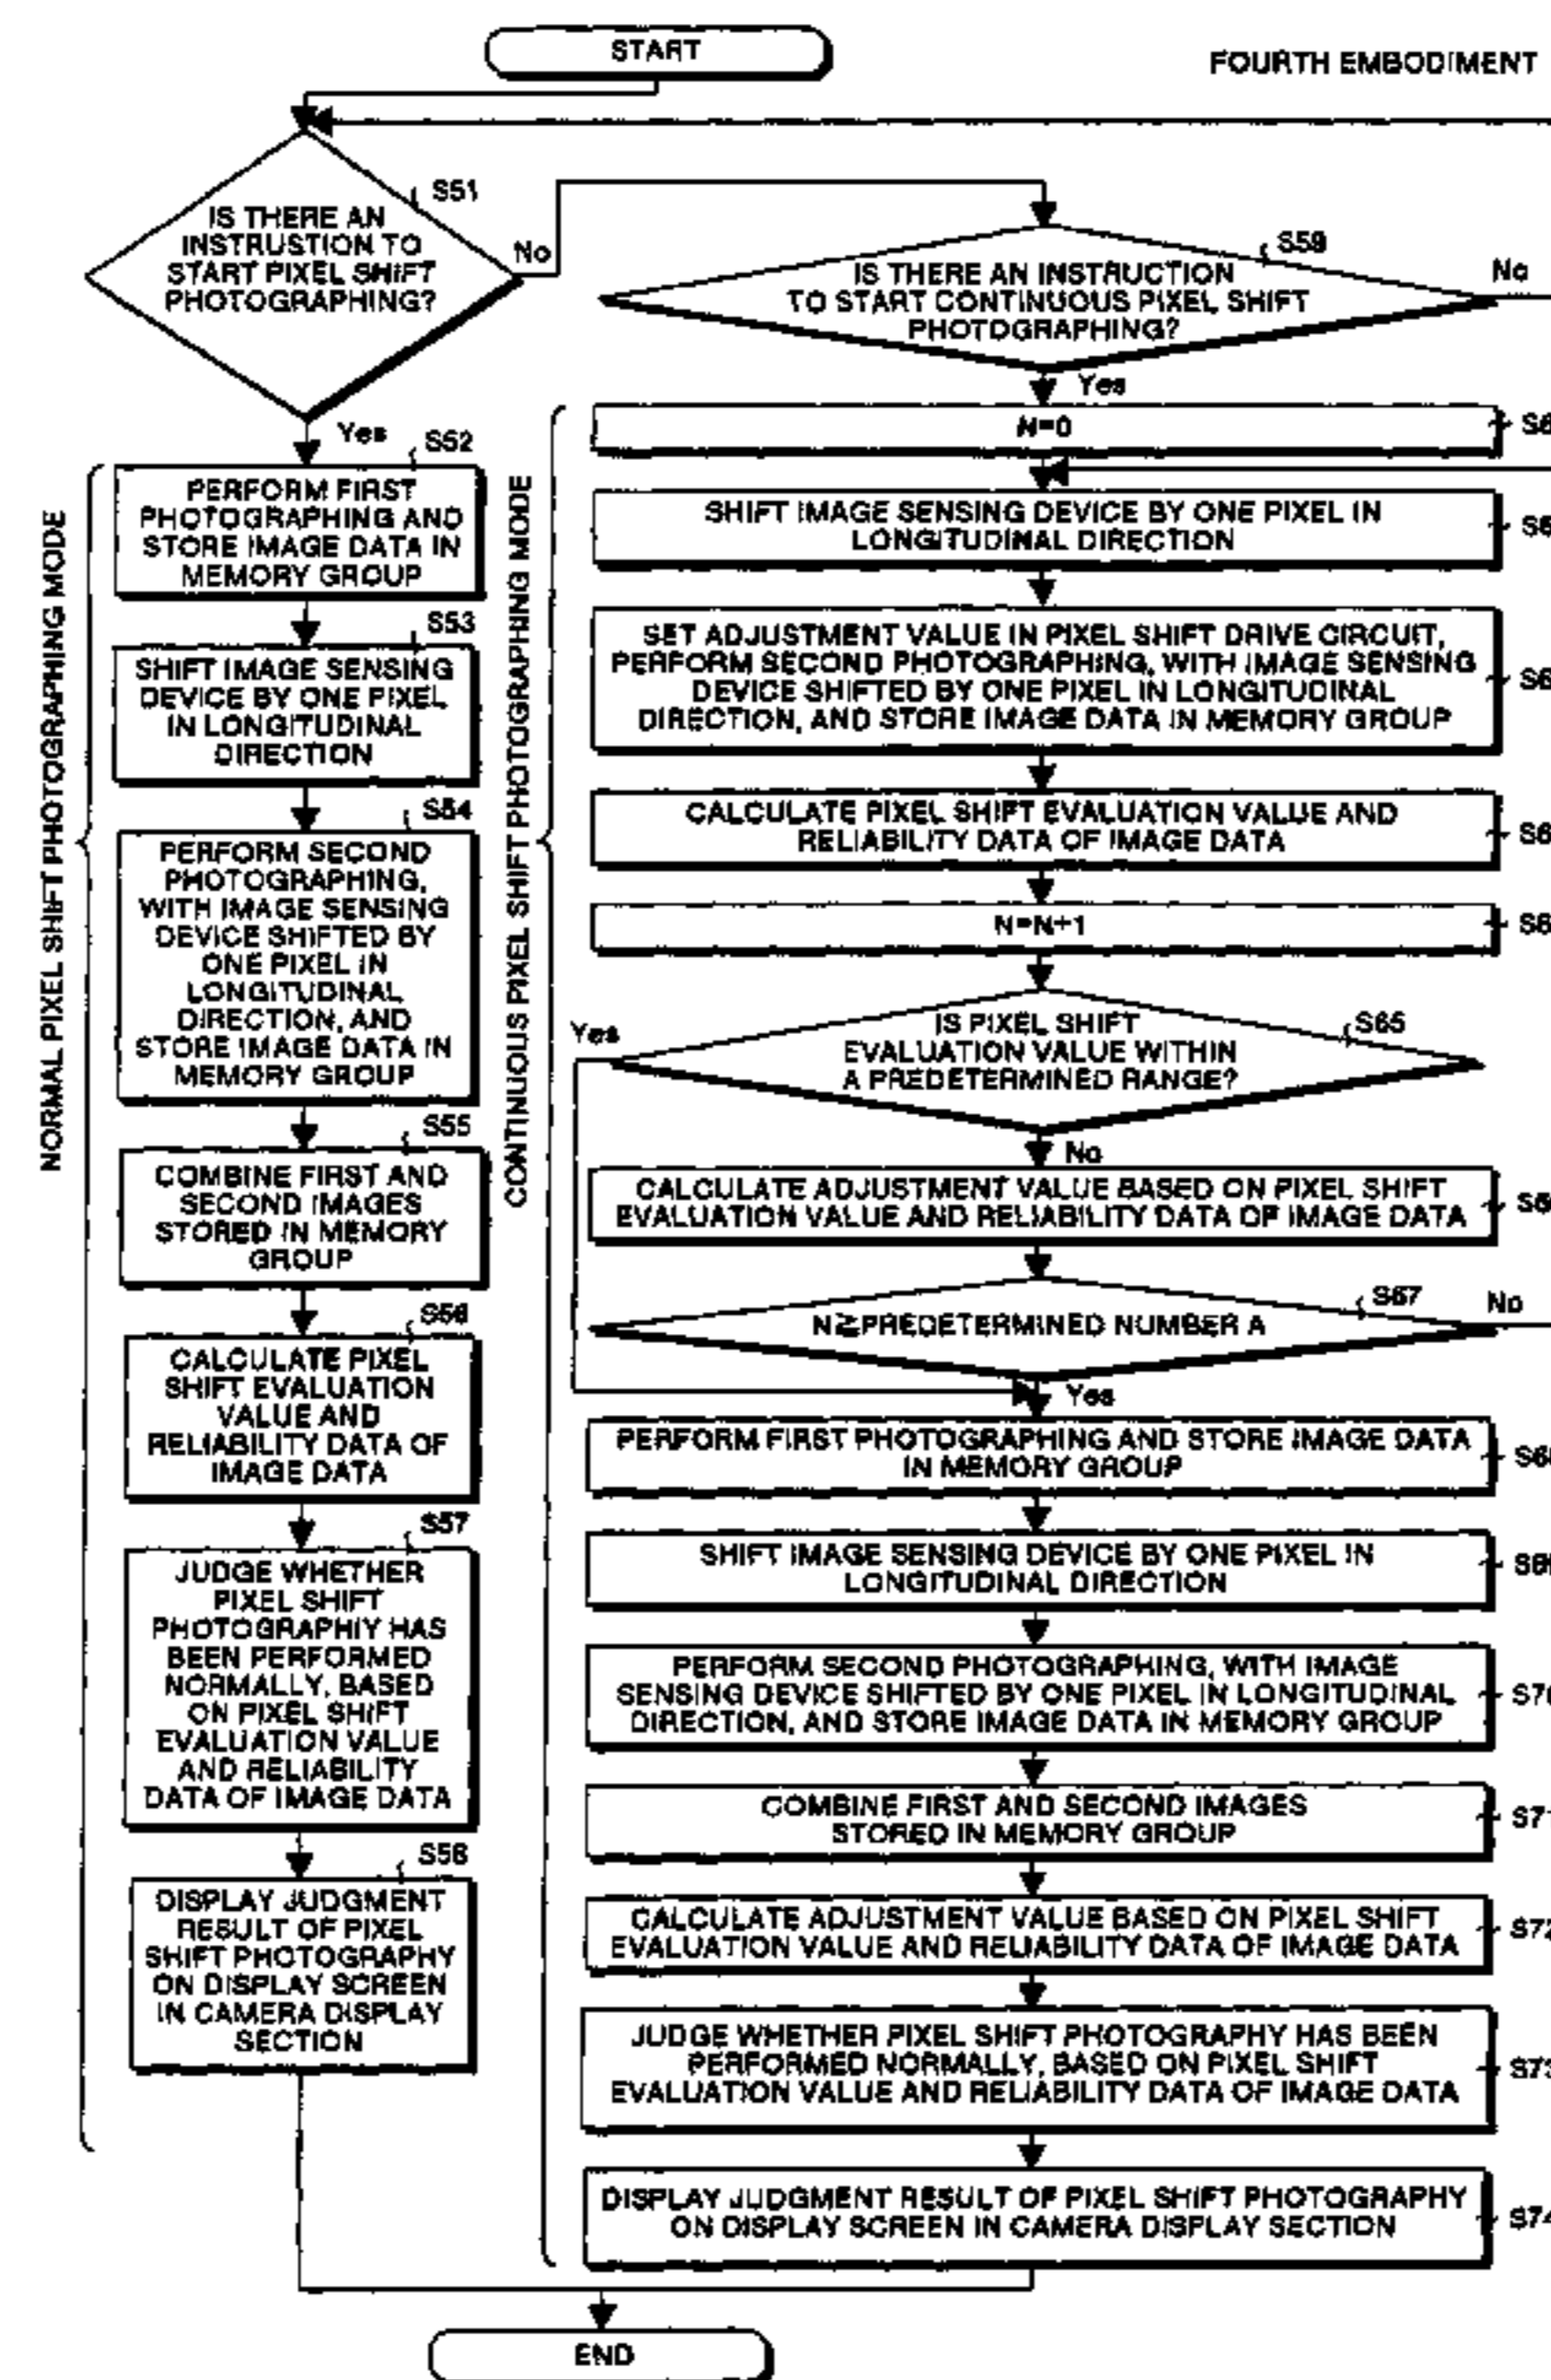 START
FOURTH EMBODIMENT
S51
IS THERE AN
INSTRUSTION TO
START PIXEL SHIFT
PHOTOGRAPHING?
No
Yes
NORMAL PIXEL SHIFT PHOTOGRAPHING MODE
S52
PERFORM FIRST
PHOTOGRAPHING AND
STORE IMAGE DATA IN
MEMORY GROUP
S53
SHIFT IMAGE SENSING
DEVICE BY ONE PIXEL
IN LONGITUDINAL
DIRECTION
S54
PERFORM SECOND
PHOTOGRAPHING,
WITH IMAGE SENSING
DEVICE SHIFTED BY
ONE PIXEL IN
LONGITUDINAL
DIRECTION, AND
STORE IMAGE DATA IN
MEMORY GROUP
S55
COMBINE FIRST AND
SECOND IMAGES
STORED IN MEMORY
GROUP
S56
CALCULATE PIXEL
SHIFT EVALUATION
VALUE AND
RELIABILITY DATA OF
IMAGE DATA
S57
JUDGE WHETHER
PIXEL SHIFT
PHOTOGRAPHIY HAS
BEEN PERFORMED
NORMALLY, BASED
ON PIXEL SHIFT
EVALUATION VALUE
AND RELIABILITY
DATA OF IMAGE DATA
S58
DISPLAY JUDGMENT
RESULT OF PIXEL
SHIFT PHOTOGRAPHY
ON DISPLAY SCREEN
IN CAMERA DISPLAY
SECTION
S59
IS THERE AN INSTRUCTION
TO START CONTINUOUS PIXEL SHIFT
PHOTOGRAPHING?
No
Yes
CONTINUOUS PIXEL SHIFT PHOTOGRAPHING MODE
N=0
SHIFT IMAGE SENSING DEVICE BY ONE PIXEL IN
LONGITUDINAL DIRECTION
SET ADJUSTMENT VALUE IN PIXEL SHIFT DRIVE CIRCUIT,
PERFORM SECOND PHOTOGRAPHING, WITH IMAGE SENSING
DEVICE SHIFTED BY ONE PIXEL IN LONGITUDINAL
DIRECTION, AND STORE IMAGE DATA IN MEMORY GROUP
CALCULATE PIXEL SHIFT EVALUATION VALUE AND
RELIABILITY DATA OF IMAGE DATA
N=N+1
S65
IS PIXEL SHIFT
EVALUATION VALUE WITHIN
A PREDETERMINED RANGE?
Yes
No
CALCULATE ADJUSTMENT VALUE BASED ON PIXEL SHIFT
EVALUATION VALUE AND RELIABILITY DATA OF IMAGE DATA
S67
N≧PREDETERMINED NUMBER A
No
Yes
PERFORM FIRST PHOTOGRAPHING AND STORE IMAGE DATA
IN MEMORY GROUP
SHIFT IMAGE SENSING DEVICE BY ONE PIXEL IN
LONGITUDINAL DIRECTION
PERFORM SECOND PHOTOGRAPHING, WITH IMAGE
SENSING DEVICE SHIFTED BY ONE PIXEL IN LONGITUDINAL
DIRECTION, AND STORE IMAGE DATA IN MEMORY GROUP
COMBINE FIRST AND SECOND IMAGES
STORED IN MEMORY GROUP
CALCULATE ADJUSTMENT VALUE BASED ON PIXEL SHIFT
EVALUATION VALUE AND RELIABILITY DATA OF IMAGE DATA
JUDGE WHETHER PIXEL SHIFT PHOTOGRAPHY HAS BEEN
PERFORMED NORMALLY, BASED ON PIXEL SHIFT
EVALUATION VALUE AND RELIABILITY DATA OF IMAGE DATA
DISPLAY JUDGMENT RESULT OF PIXEL SHIFT PHOTOGRAPHY
ON DISPLAY SCREEN IN CAMERA DISPLAY SECTION
END